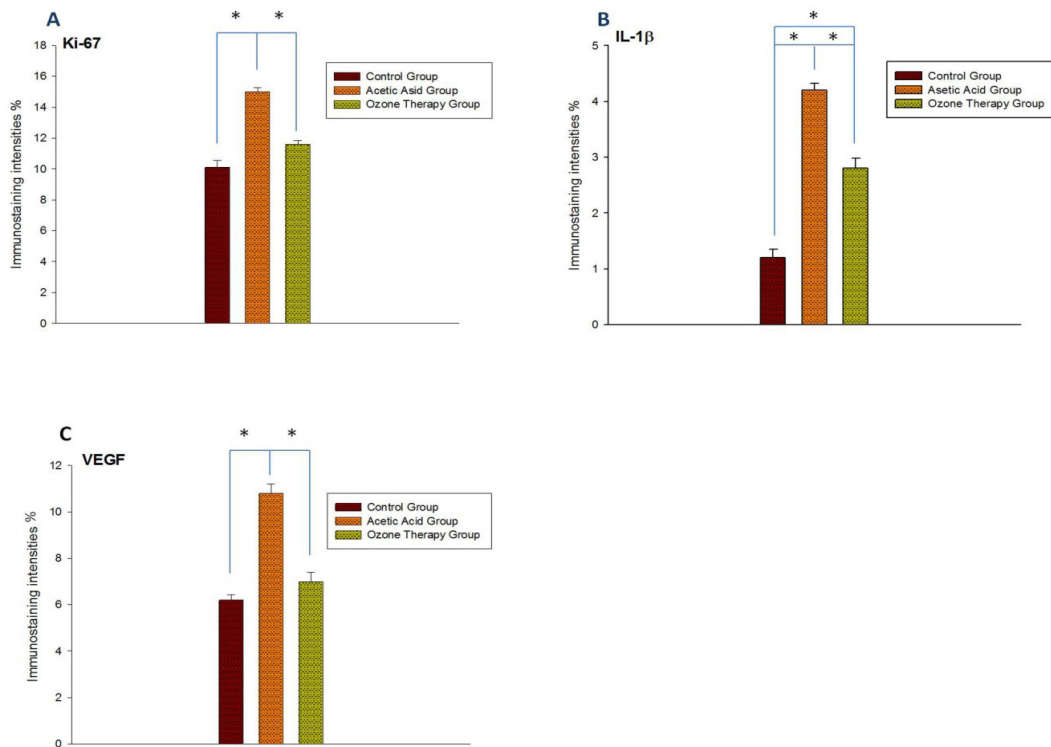 A
Ki-67
* *
Immunostaining intensities %
18
16
14
12
10
8
6
4
2
0
Control Group
Acetic Asid Group
Ozone Therapy Group
B
IL-1β
*
* *
Immunostaining intensities %
5
4
3
2
1
0
Control Group
Asetic Acid Group
Ozone Therapy Group
C
VEGF
* *
Immunostaining intensities %
12
10
8
6
4
2
0
Control Group
Acetic Acid Group
Ozone Therapy Group